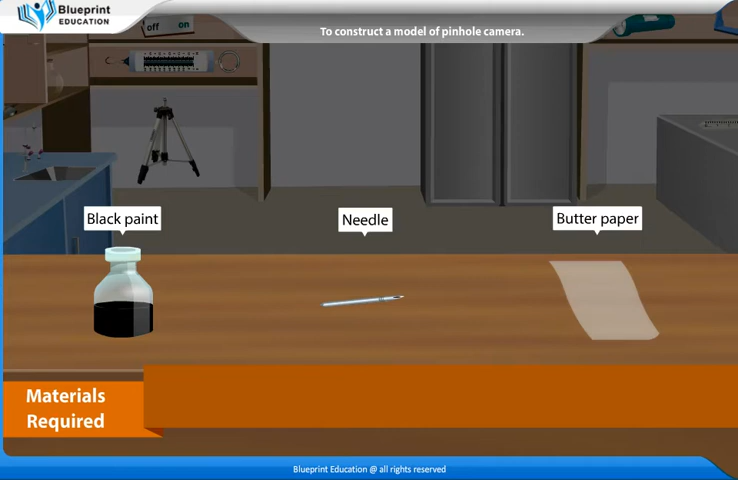 Blueprint
EDUCATION
off
on
To construct a model of pinhole camera.
Black paint
Needle
Butter paper
Materials
Required
Blueprint Education @ all rights reserved